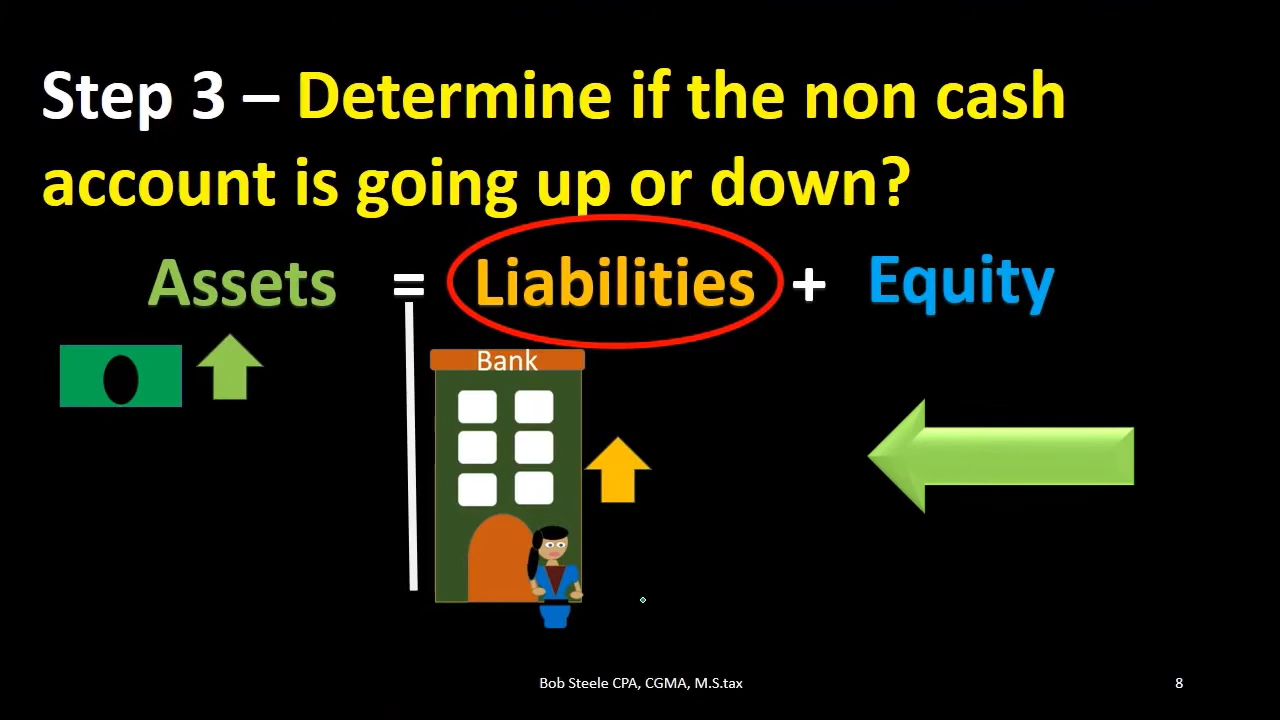 Step 3 – Determine if the non cash
account is going up or down?
Assets = Liabilities + Equity
Bank
Bob Steele CPA, CGMA, M.S.tax
8